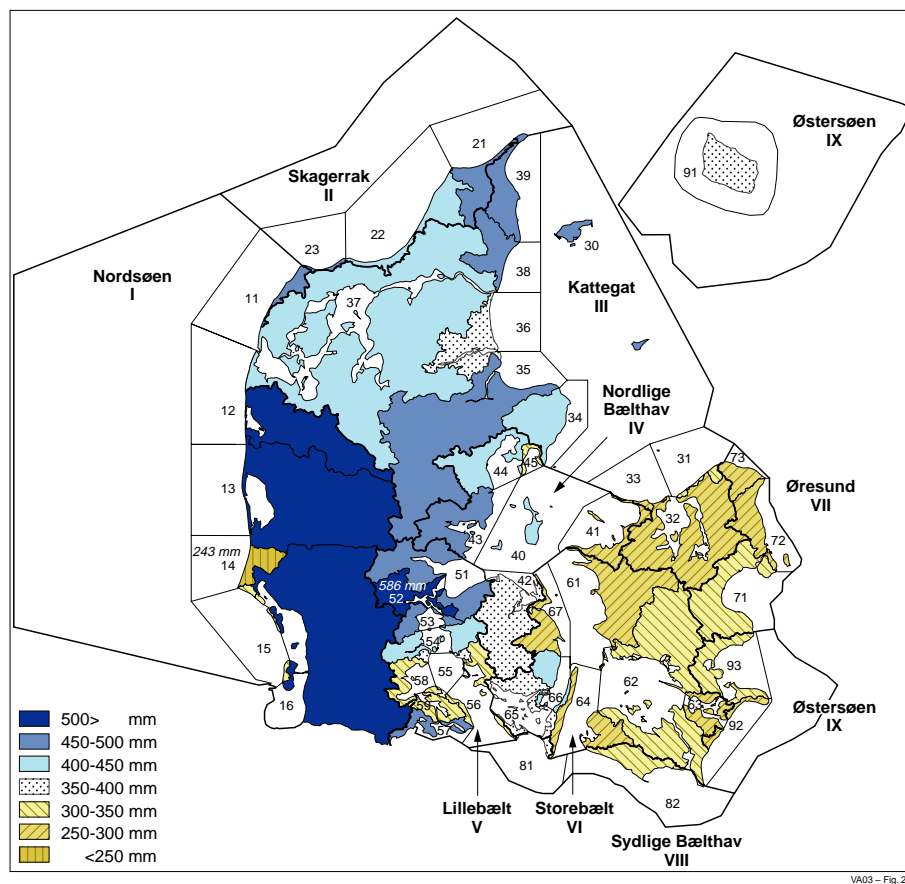 21
Østersøen
IX
91
39
Skagerrak
II
22
23
30
Nordsøen
I
11
38
Kattegat
III
37
36
35
Nordlige
Bælthav
IV
12
34
44
45
33
31
73
13
Øresund
VII
32
41
43
40
72
243 mm
14
51
42
61
586 mm
52
71
67
53
54
15
55
93
58
62
16
56
66
64
63
59
65
92
57
Østersøen
IX
81
82
500> mm
450-500 mm
400-450 mm
350-400 mm
300-350 mm
250-300 mm
<250 mm
Lillebælt
V
Storebælt
VI
Sydlige Bælthav
VIII
VA03 – Fig. 2